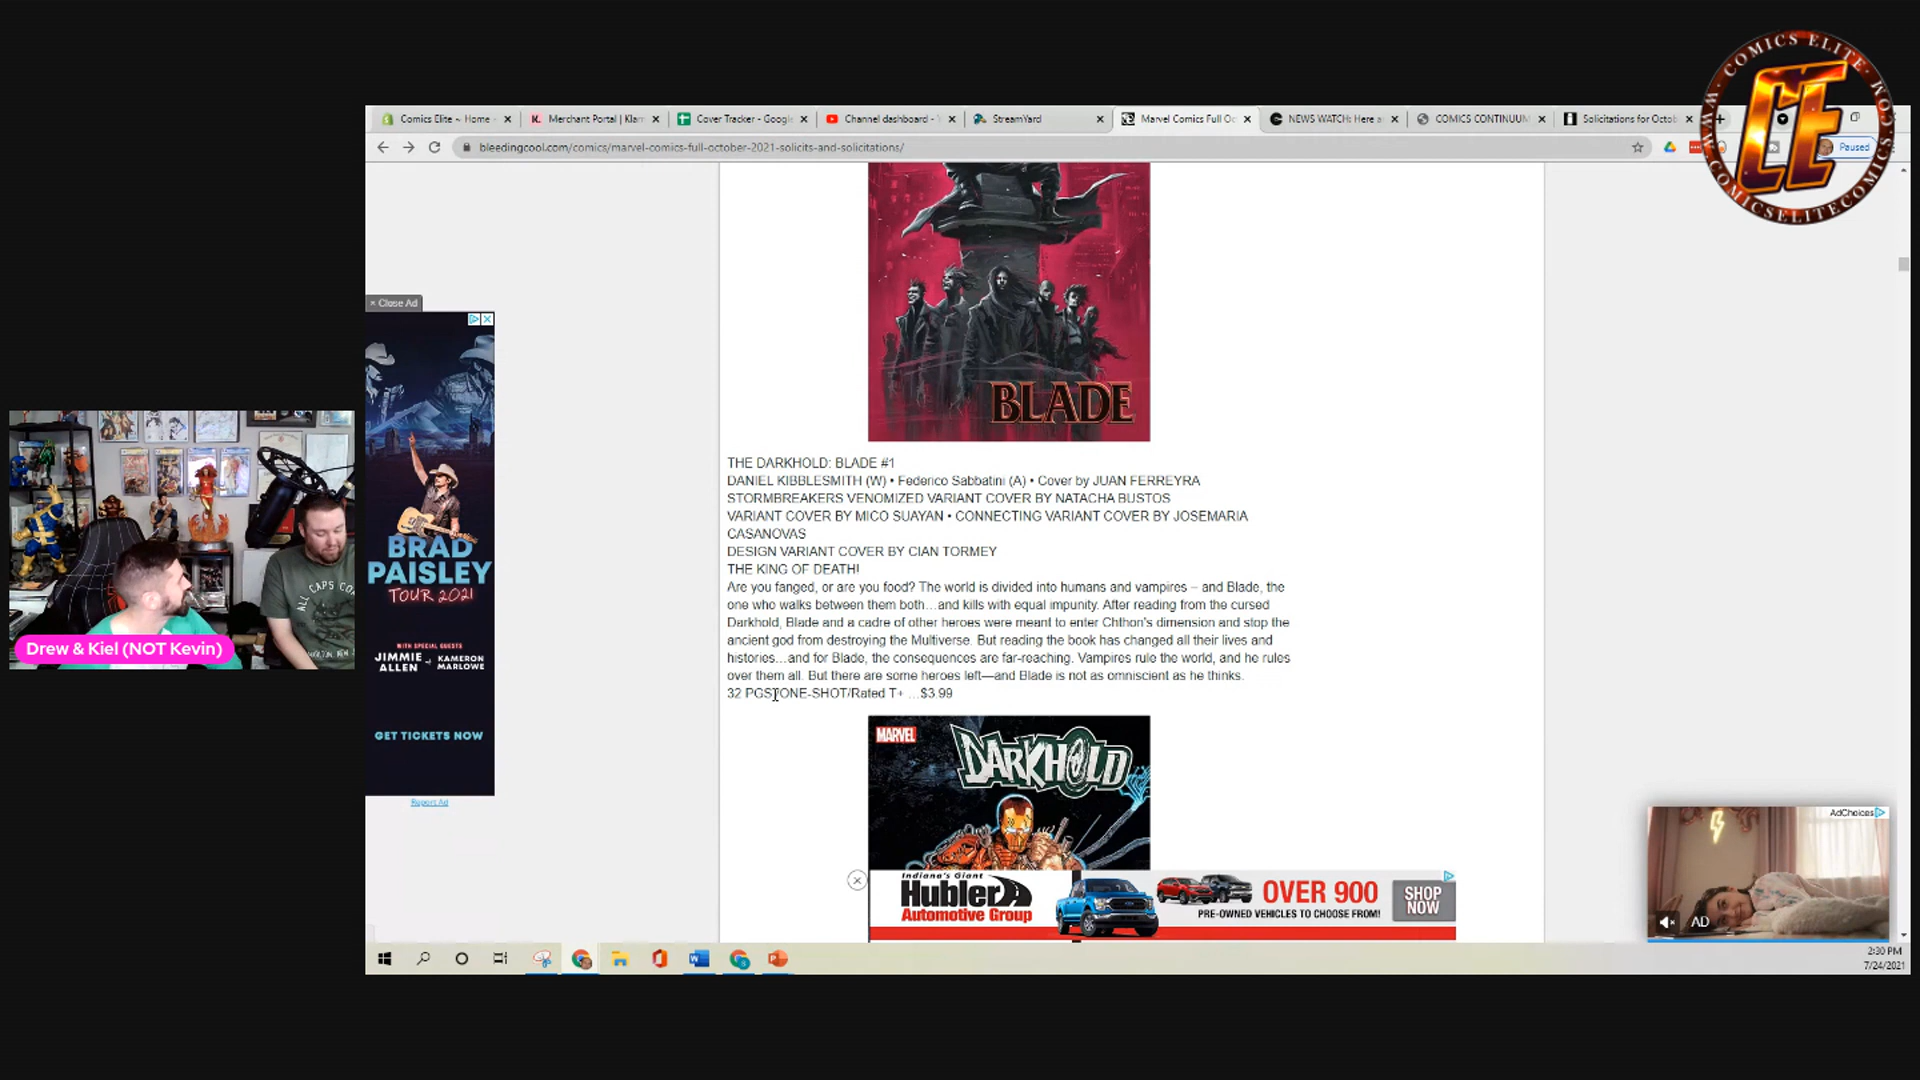 COMICS ELITE
WWW.COMICSELITECOMICS.COM
CE
Comics Elite ~ Home
Merchant Portal | Klar
Cover Tracker - Google
Channel dashboard -
StreamYard
Marvel Comics Full Oc
NEWS WATCH: Here a
COMICS CONTINUUM
Solicitations for Octob
bleedingcool.com/comics/marvel-comics-full-october-2021-solicits-and-solicitations/
Paused
BLADE
× Close Ad
BRAD
PAISLEY
TOUR 2021
WITH SPECIAL GUESTS
JIMMIE ALLEN
KAMERON MARLOWE
GET TICKETS NOW
Report Ad
THE DARKHOLD: BLADE #1
DANIEL KIBBLESMITH (W) • Federico Sabbatini (A) • Cover by JUAN FERREYRA
STORMBREAKERS VENOMIZED VARIANT COVER BY NATACHA BUSTOS
VARIANT COVER BY MICO SUAYAN • CONNECTING VARIANT COVER BY JOSEMARIA
CASANOVAS
DESIGN VARIANT COVER BY CIAN TORMEY
THE KING OF DEATH!
Are you fanged, or are you food? The world is divided into humans and vampires – and Blade, the
one who walks between them both…and kills with equal impunity. After reading from the cursed
Darkhold, Blade and a cadre of other heroes were meant to enter Chthon's dimension and stop the
ancient god from destroying the Multiverse. But reading the book has changed all their lives and
histories…and for Blade, the consequences are far-reaching. Vampires rule the world, and he rules
over them all. But there are some heroes left—and Blade is not as omniscient as he thinks.
32 PGS/ONE-SHOT/Rated T+ …$3.99
MARVEL
DARKHOLD
Indiana's Giant
Hubler
Automotive Group
OVER 900
PRE-OWNED VEHICLES TO CHOOSE FROM!
SHOP
NOW
AdChoices
AD
Drew & Kiel (NOT Kevin)
2:30 PM
7/24/2021